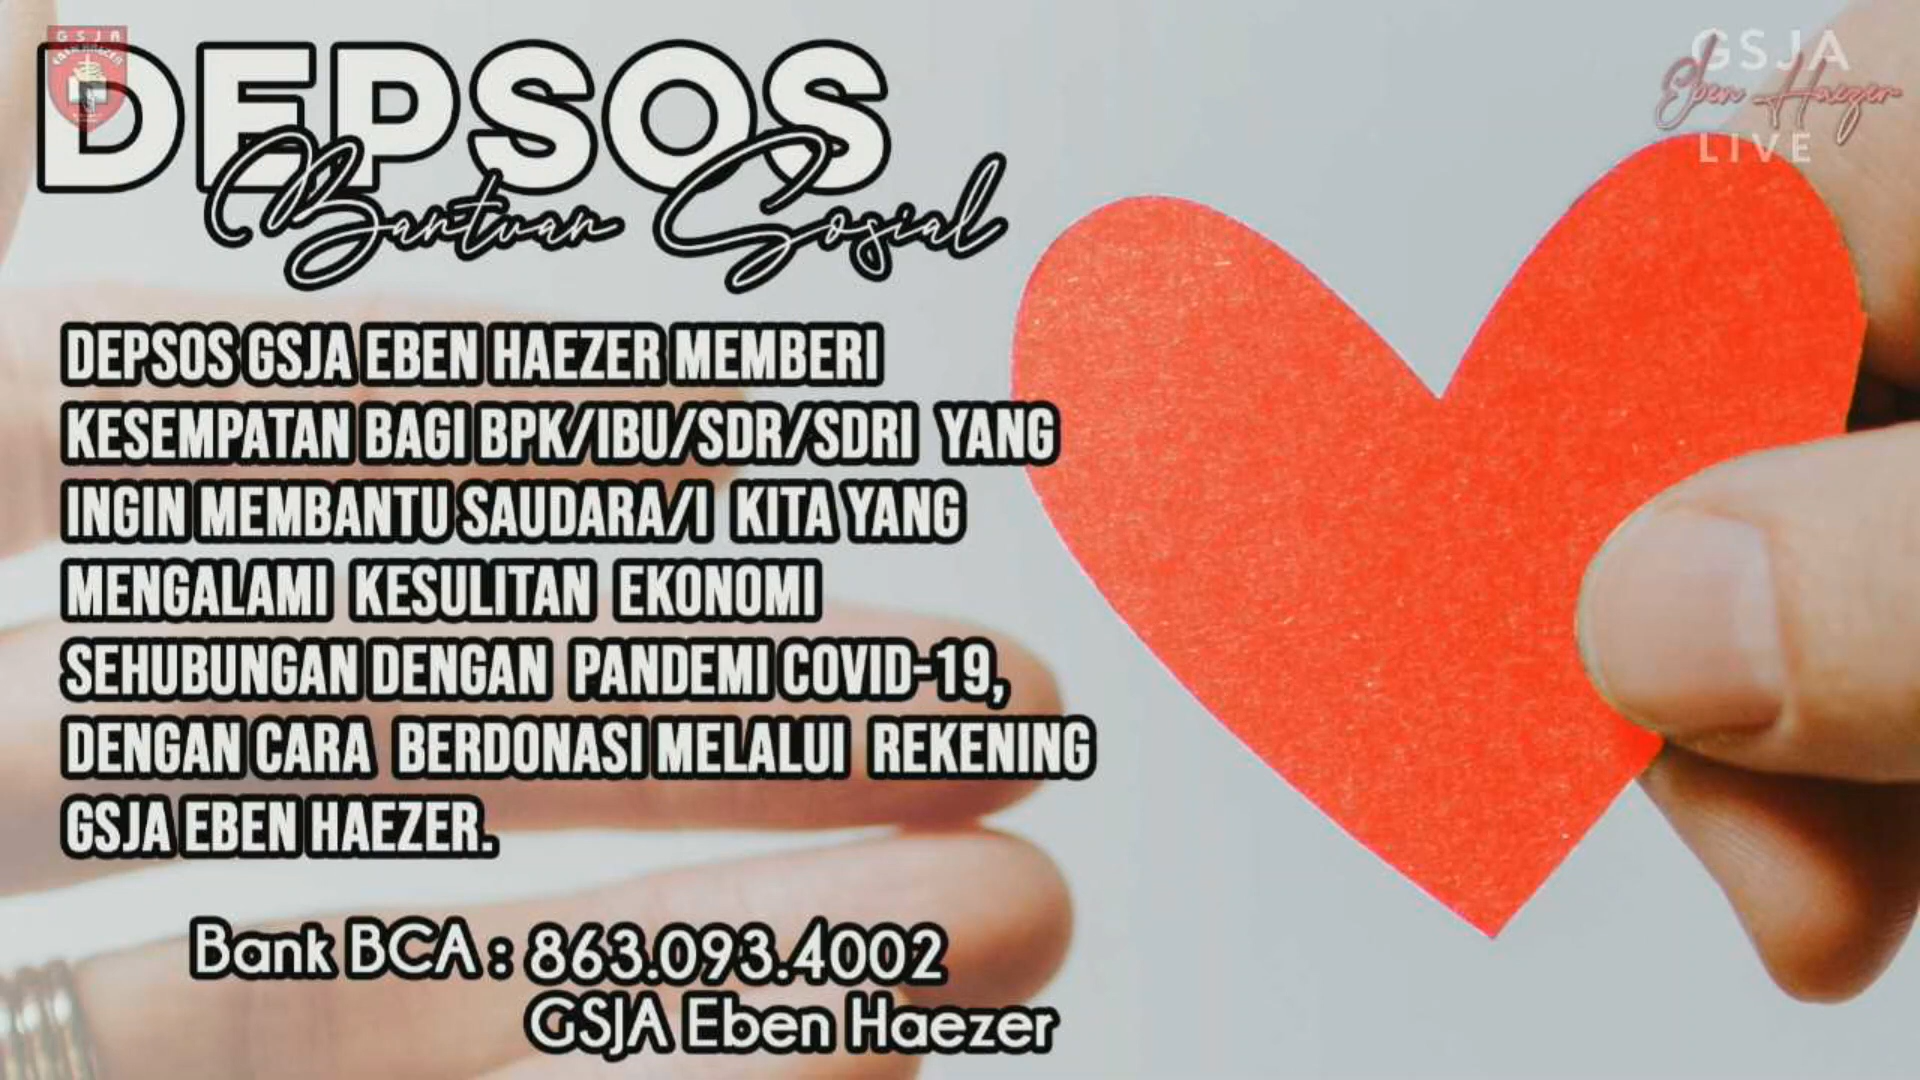 GSJA
EBEN HAEZER
DEPSOS
Bantuan Sosial
GSJA
Eben Haezer
LIVE
DEPSOS GSJA EBEN HAEZER MEMBERI
KESEMPATAN BAGI BPK/IBU/SDR/SDRI YANG
INGIN MEMBANTU SAUDARA/I KITA YANG
MENGALAMI KESULITAN EKONOMI
SEHUBUNGAN DENGAN PANDEMI COVID-19,
DENGAN CARA BERDONASI MELALUI REKENING
GSJA EBEN HAEZER.
Bank BCA : 863.093.4002
GSJA Eben Haezer